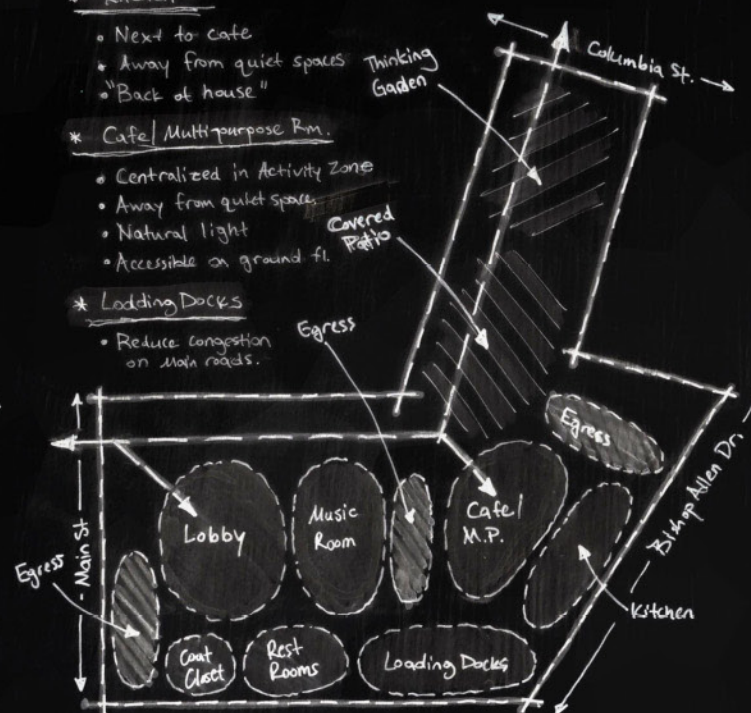 • Next to cafe
• Away from quiet spaces
• "Back of house"
* Cafe/Multipurpose Rm.
• Centralized in Activity Zone
• Away from quiet space
• Natural light
• Accessible on ground fl.
* Lodding Docks
• Reduce congestion
on Main roads.
Columbia St.
Thinking
Gaden
Covered
Patio
Egress
Egress
Bishop Allen Dr.
Lobby
Music
Room
Cafe/
M.P.
Main St
Egress
Kitchen
Coat
Closet
Rest
Rooms
Loading Docks